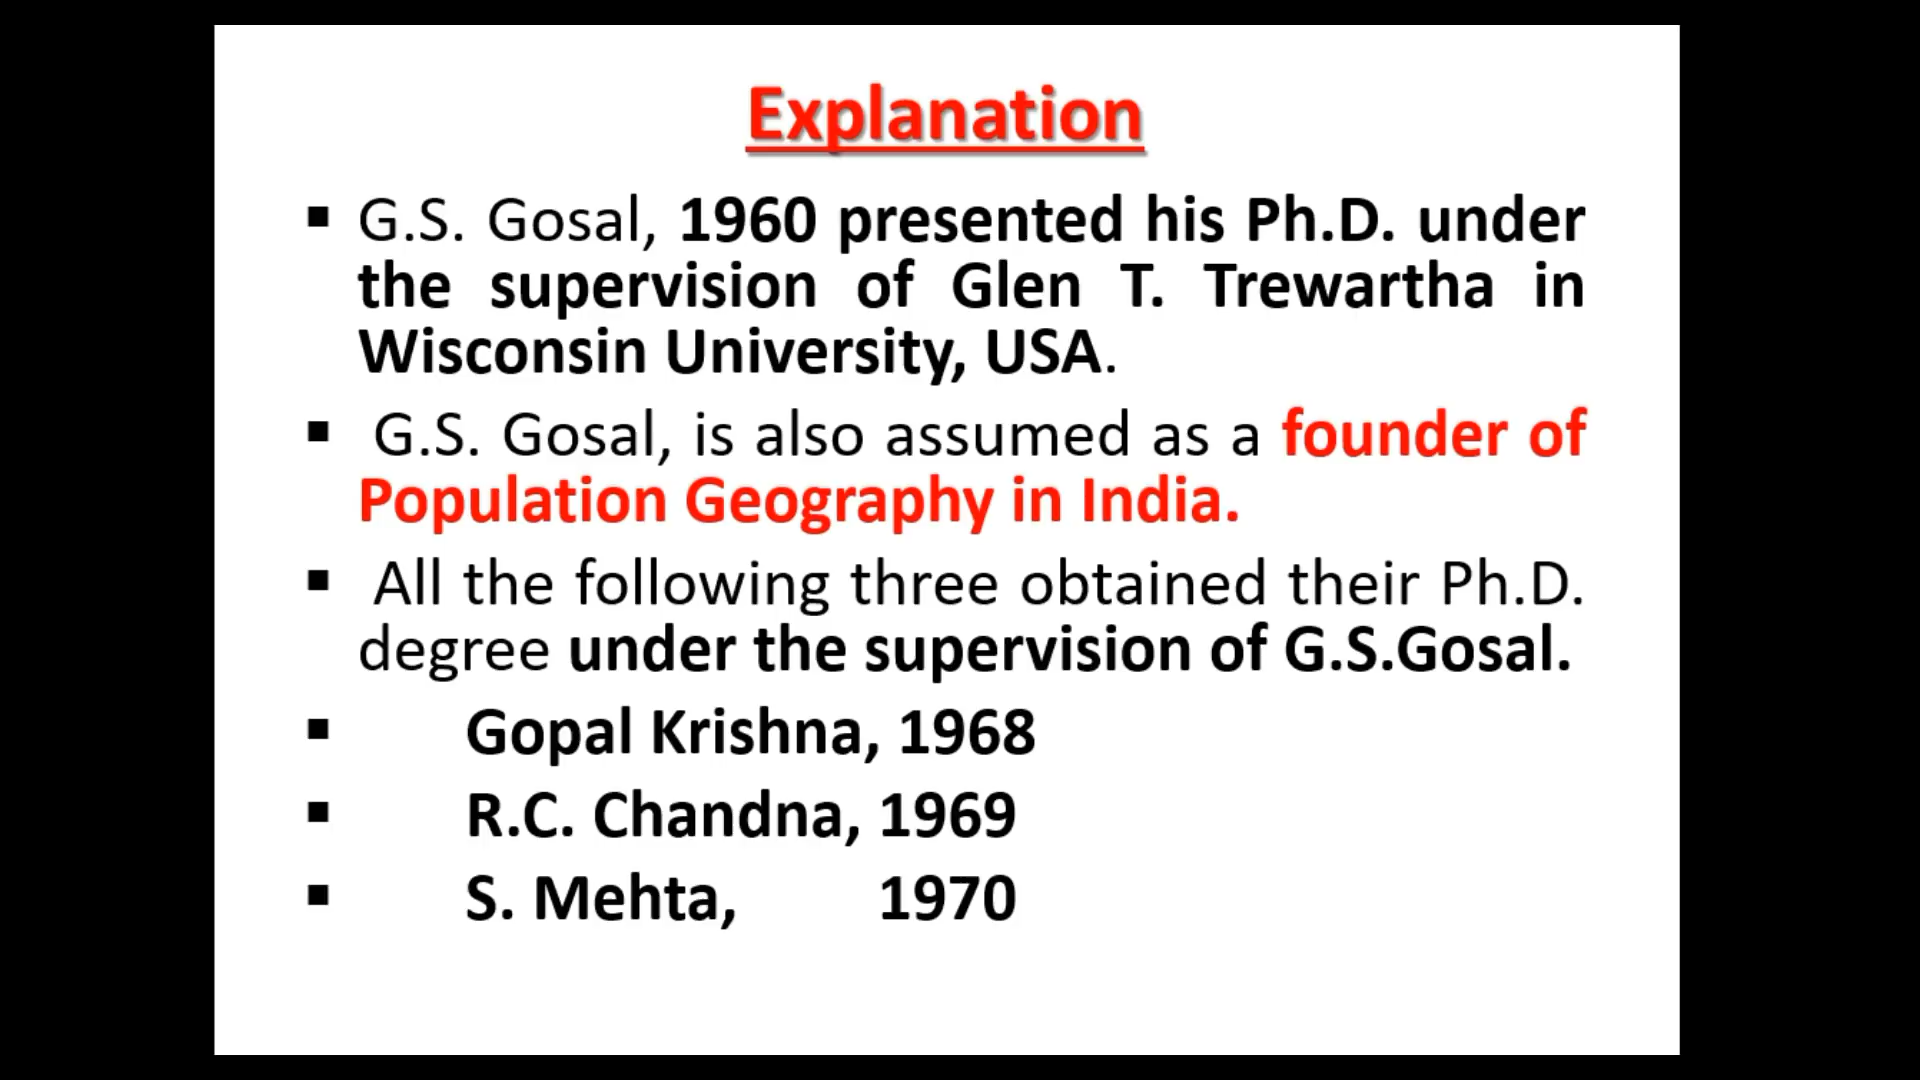 Explanation
▪ G.S. Gosal, 1960 presented his Ph.D. under
the supervision of Glen T. Trewartha in
Wisconsin University, USA.
▪ G.S. Gosal, is also assumed as a founder of
Population Geography in India.
▪ All the following three obtained their Ph.D.
degree under the supervision of G.S.Gosal.
▪ Gopal Krishna, 1968
▪ R.C. Chandna, 1969
▪ S. Mehta, 1970